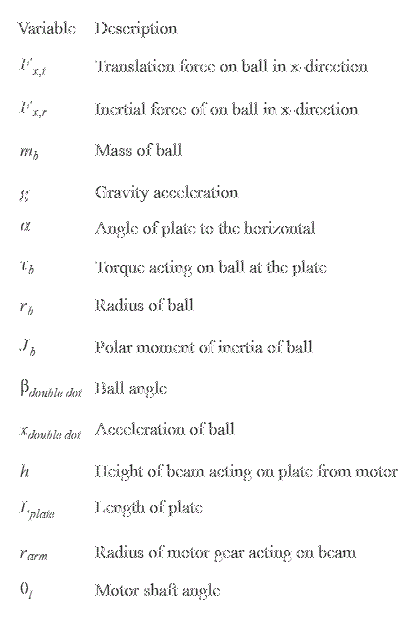 Variable Description
F_{x,t} Translation force on ball in x-direction
F_{x,r} Inertial force of on ball in x-direction
m_b Mass of ball
g Gravity acceleration
α Angle of plate to the horizontal
τ_b Torque acting on ball at the plate
r_b Radius of ball
J_b Polar moment of inertia of ball
β_{double dot} Ball angle
x_{double dot} Acceleration of ball
h Height of beam acting on plate from motor
L_{plate} Length of plate
r_{arm} Radius of motor gear acting on beam
θ_l Motor shaft angle